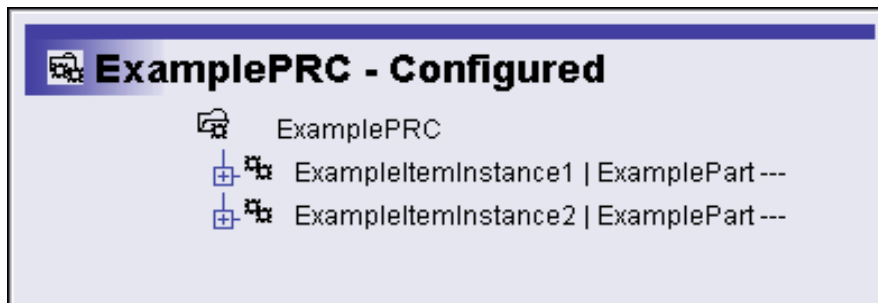 ExamplePRC - Configured
ExamplePRC
ExampleItemInstance1 | ExamplePart ---
ExampleItemInstance2 | ExamplePart ---